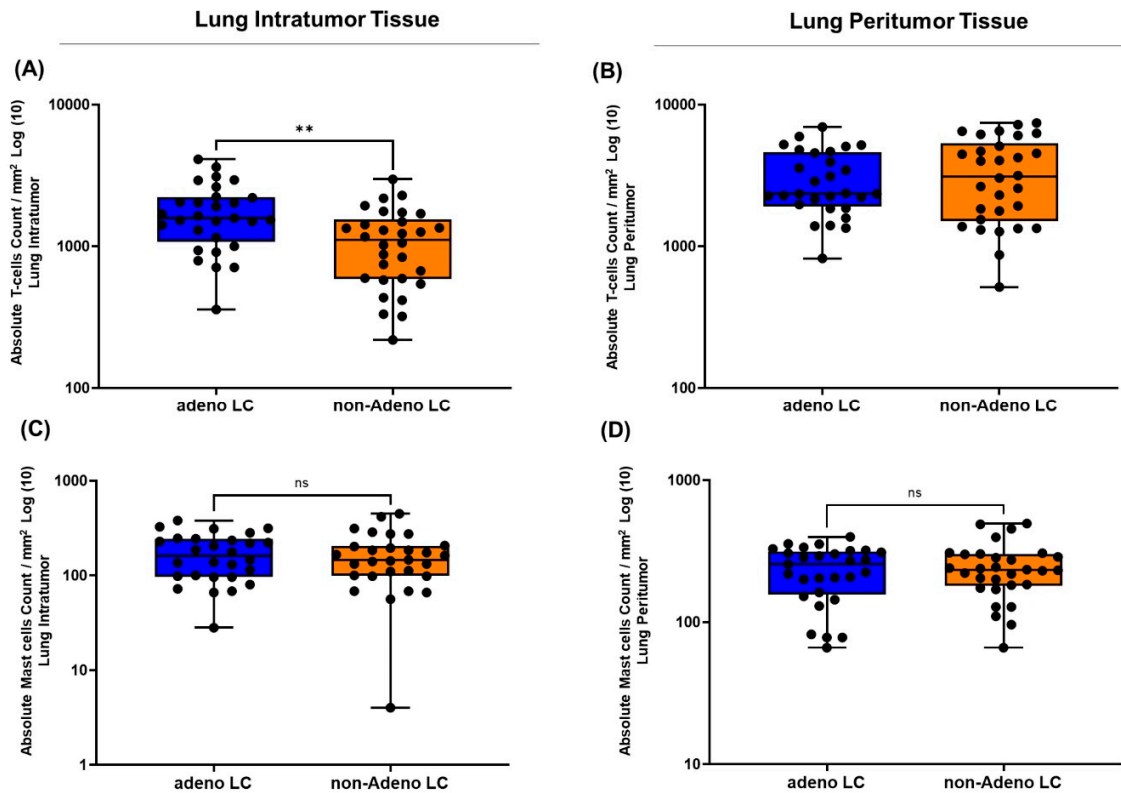 Lung Intratumor Tissue
Lung Peritumor Tissue
(A)
Absolute T-cells Count / mm² Log (10)
Lung Intratumor
10000
1000
100
**
adeno LC
non-Adeno LC
(B)
Absolute T-cells Count / mm² Log (10)
Lung Peritumor
10000
1000
100
adeno LC
non-Adeno LC
(C)
Absolute Mast cells Count / mm² Log (10)
Lung Intratumor
1000
100
10
1
ns
adeno LC
non-Adeno LC
(D)
Absolute Mast cells Count / mm² Log (10)
Lung Peritumor
1000
100
10
ns
adeno LC
non-Adeno LC